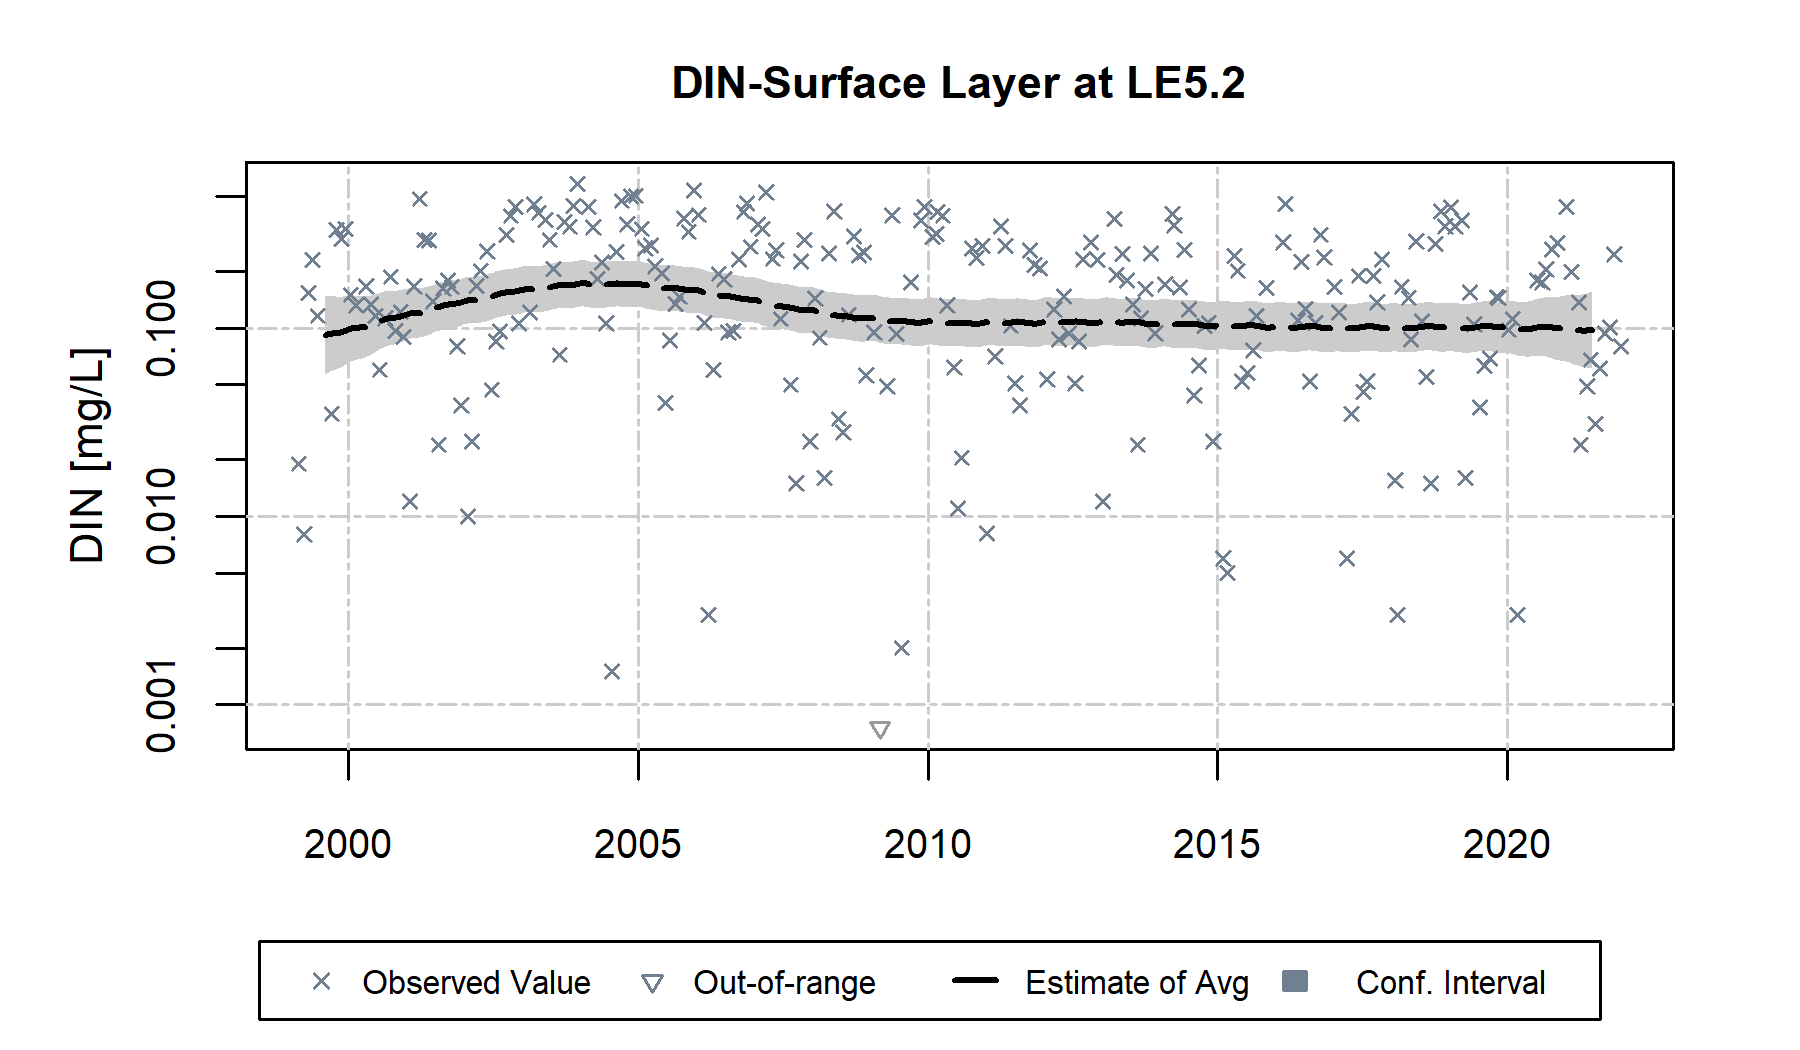 DIN-Surface Layer at LE5.2
DIN [mg/L]
0.100
0.010
0.001
2000 2005 2010 2015 2020
Observed Value Out-of-range Estimate of Avg Conf. Interval